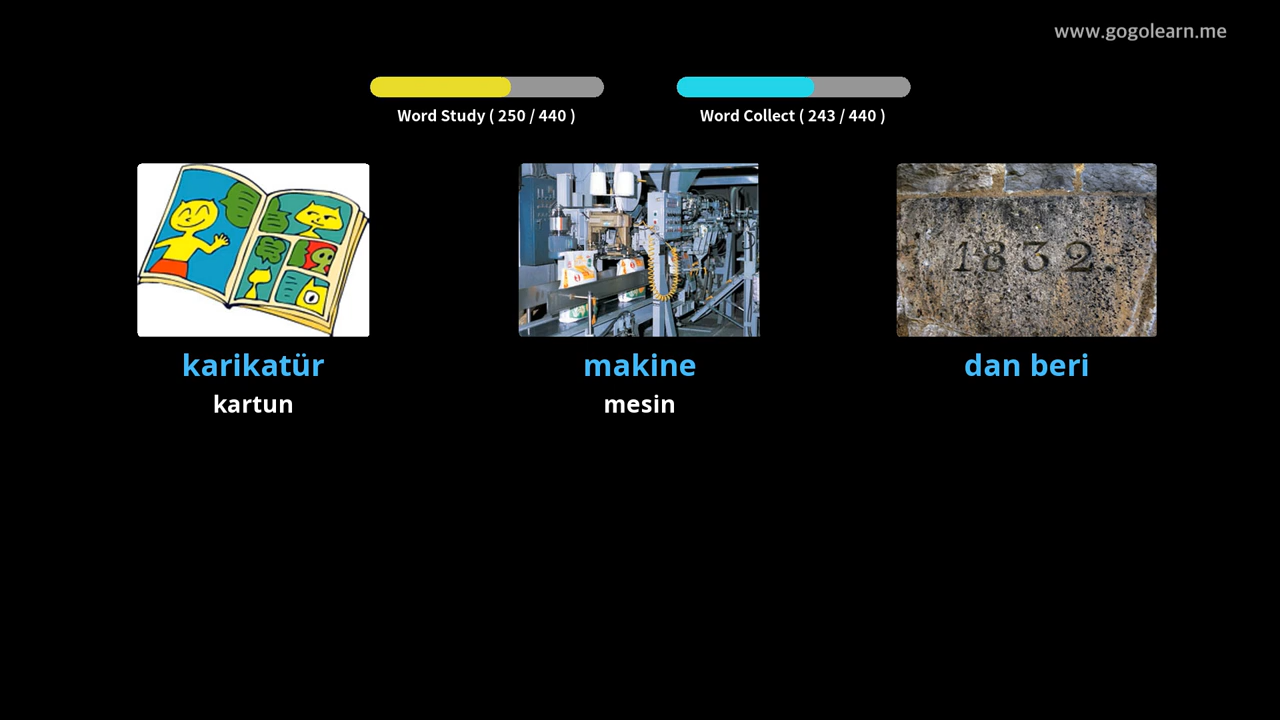 www.gogolearn.me
Word Study ( 250 / 440 )
Word Collect ( 243 / 440 )
1832.
karikatür
makine
dan beri
kartun
mesin